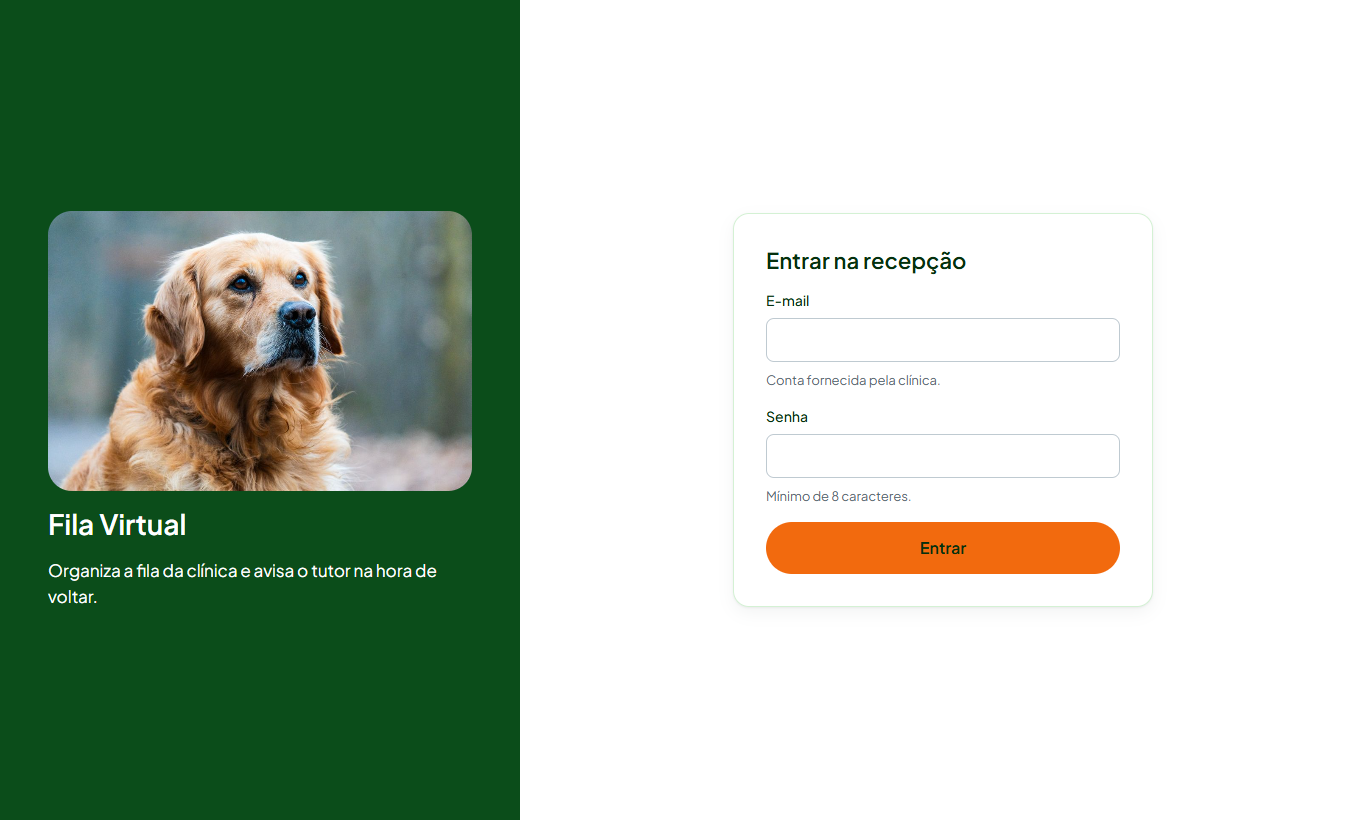 Fila Virtual
Organiza a fila da clínica e avisa o tutor na hora de
voltar.
Entrar na recepção
E-mail
Conta fornecida pela clínica.
Senha
Mínimo de 8 caracteres.
Entrar